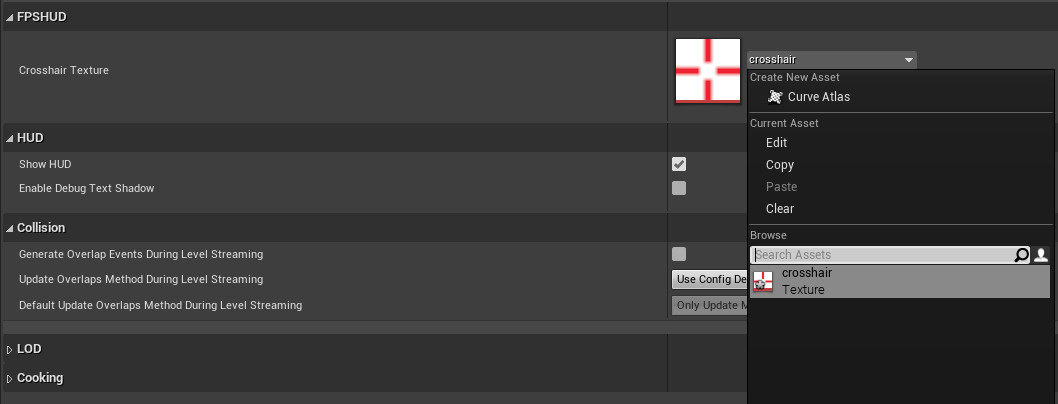 FPSHUD
Crosshair Texture
crosshair
Create New Asset
Curve Atlas
Current Asset
Edit
Copy
Paste
Clear
Browse
Search Assets
crosshair
Texture
HUD
Show HUD
Enable Debug Text Shadow
Collision
Generate Overlap Events During Level Streaming
Update Overlaps Method During Level Streaming
Use Config De
Default Update Overlaps Method During Level Streaming
Only Update M
LOD
Cooking